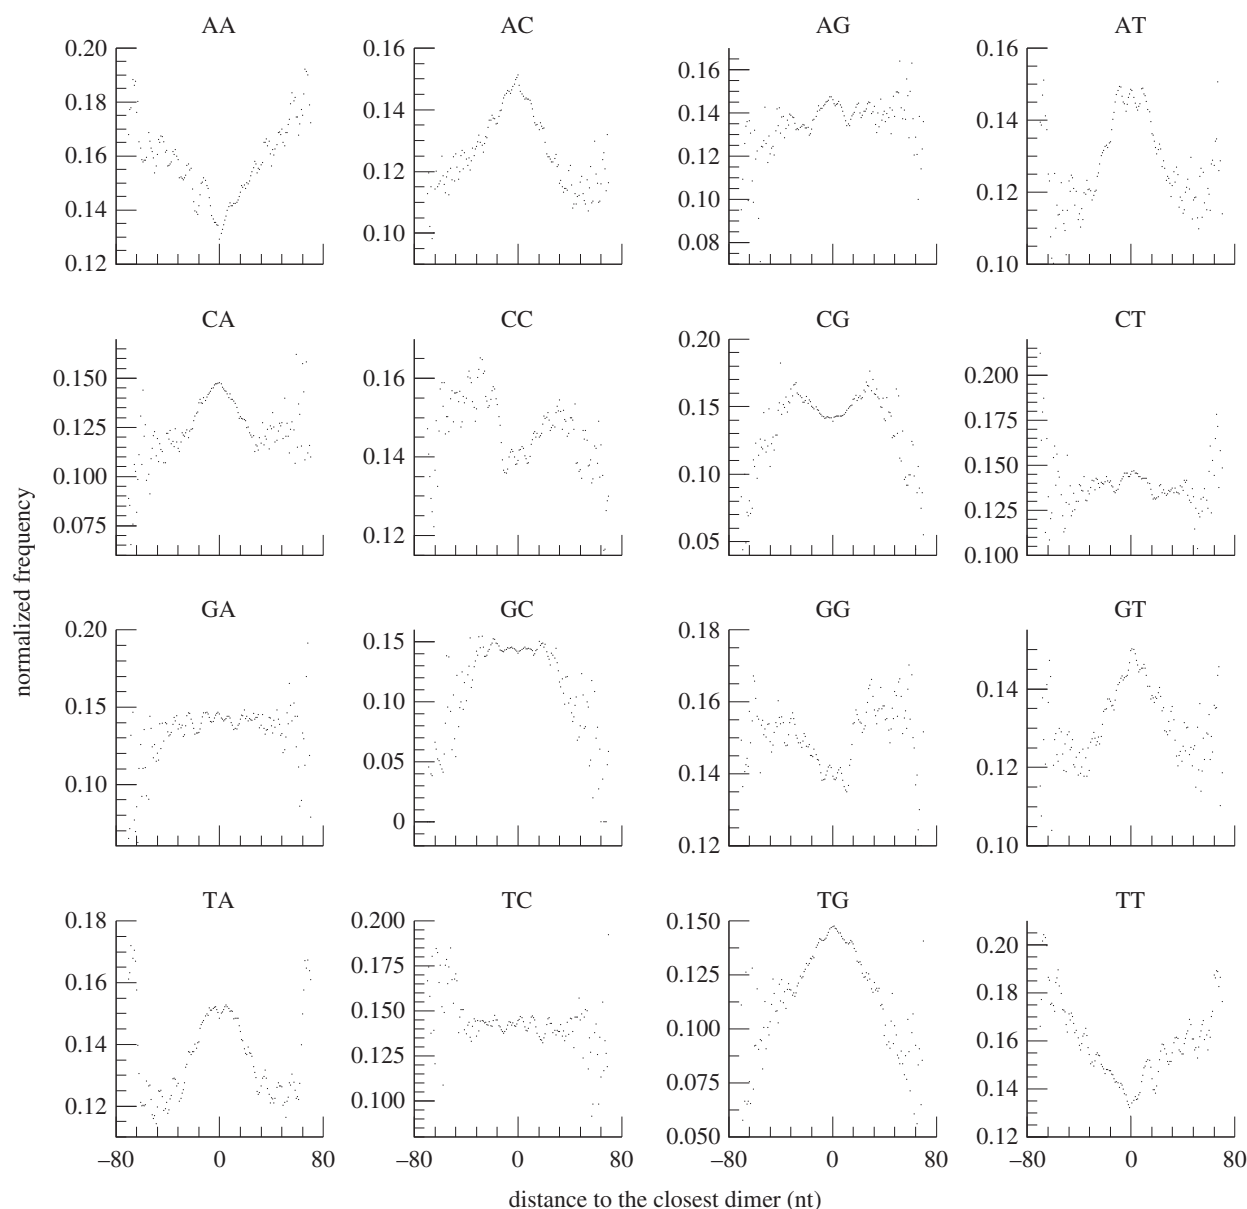 AA AC AG AT
0.20 0.16 0.16 0.16
0.18 0.14 0.14 0.14
0.16 0.12 0.12 0.12
0.14 0.10 0.10 0.10
0.12 0.08
CA CC CG CT
0.150 0.16 0.20 0.200
0.125 0.14 0.15 0.175
0.100 0.12 0.10 0.150
0.075 0.05 0.125
0.100
normalized frequency
GA GC GG GT
0.20 0.15 0.18 0.14
0.15 0.10 0.16 0.12
0.10 0.05 0.14 0.10
0 0.12
TA TC TG TT
0.18 0.200 0.150 0.20
0.16 0.175 0.125 0.18
0.14 0.150 0.100 0.16
0.12 0.125 0.075 0.14
0.100 0.050 0.12
–80 0 80 –80 0 80 –80 0 80 –80 0 80
distance to the closest dimer (nt)